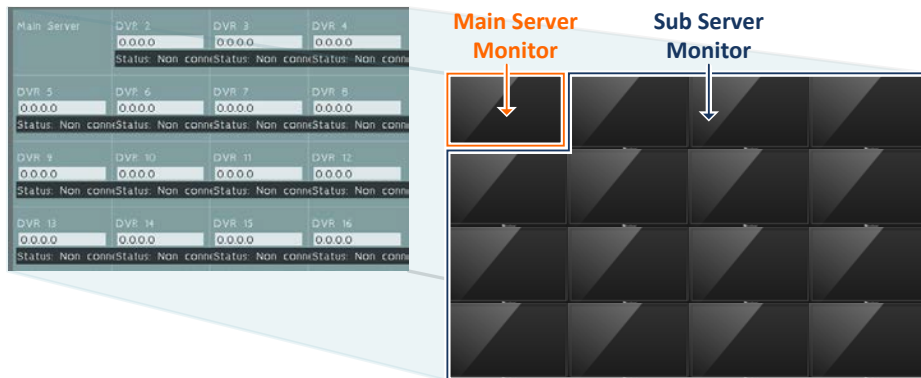 Main Server DVR 2 DVR 3 DVR 4
0.0.0.0 0.0.0.0 0.0.0.0
Status: Non conne Status: Non conne Status: Non conne
DVR 5 DVR 6 DVR 7 DVR 8
0.0.0.0 0.0.0.0 0.0.0.0 0.0.0.0
Status: Non conne Status: Non conne Status: Non conne Status: Non conne
DVR 9 DVR 10 DVR 11 DVR 12
0.0.0.0 0.0.0.0 0.0.0.0 0.0.0.0
Status: Non conne Status: Non conne Status: Non conne Status: Non conne
DVR 13 DVR 14 DVR 15 DVR 16
0.0.0.0 0.0.0.0 0.0.0.0 0.0.0.0
Status: Non conne Status: Non conne Status: Non conne Status: Non conne
Main Server
Monitor
Sub Server
Monitor